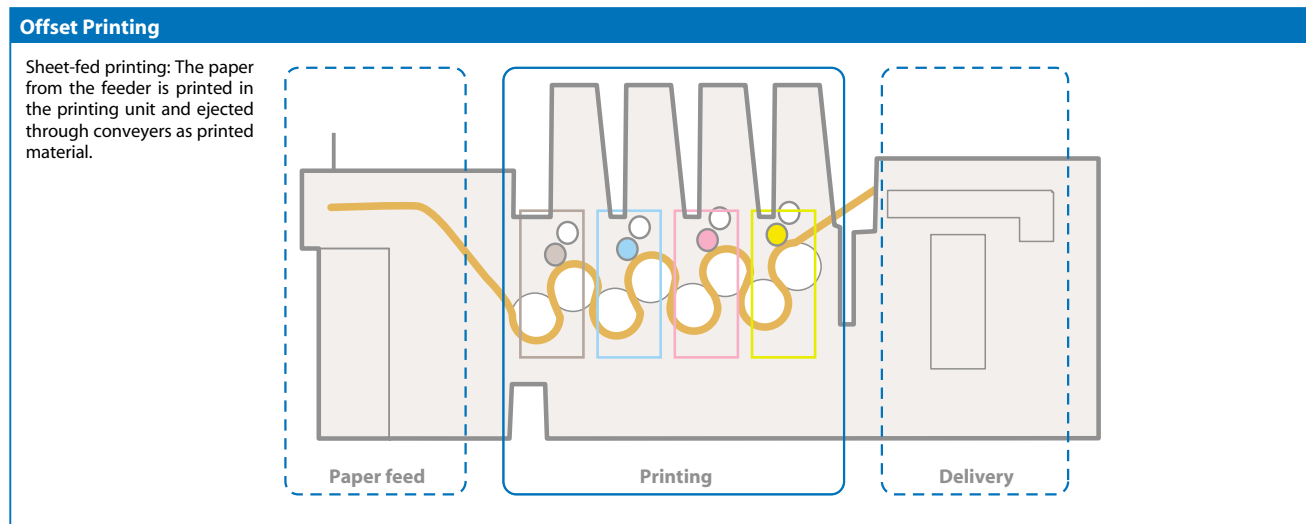 Offset Printing
Sheet-fed printing: The paper
from the feeder is printed in
the printing unit and ejected
through conveyers as printed
material.
Paper feed
Printing
Delivery